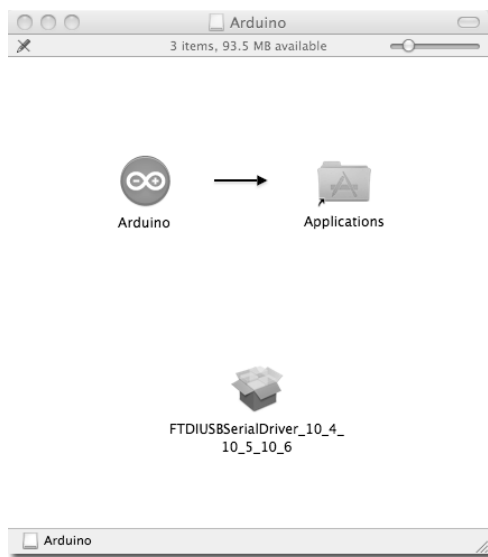 Arduino
3 items, 93.5 MB available
Arduino
Applications
FTDIUSBSerialDriver_10_4_
10_5_10_6
Arduino